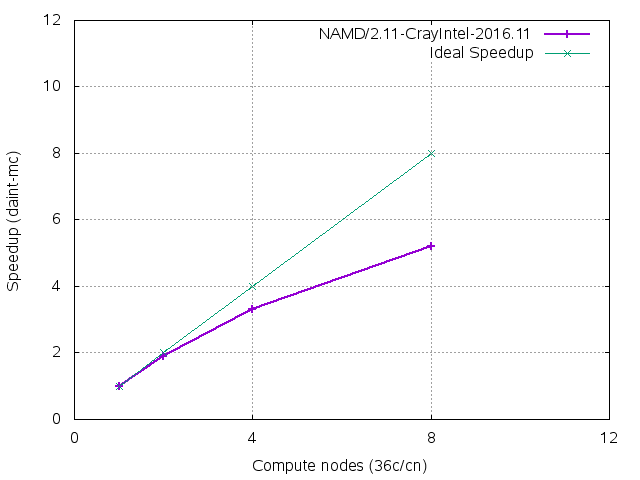 NAMD/2.11-CrayIntel-2016.11
Ideal Speedup
12
10
8
6
4
2
0
Speedup (daint-mc)
0 4 8 12
Compute nodes (36c/cn)